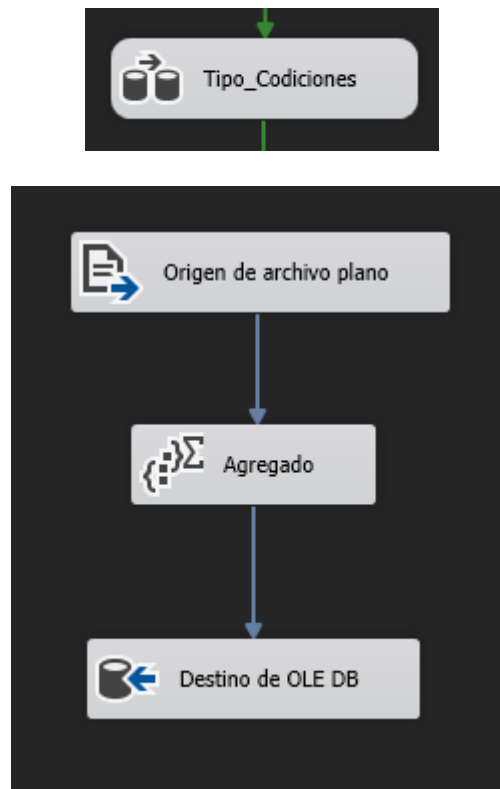 Tipo_Codiciones
Origen de archivo plano
Agregado
Destino de OLE DB